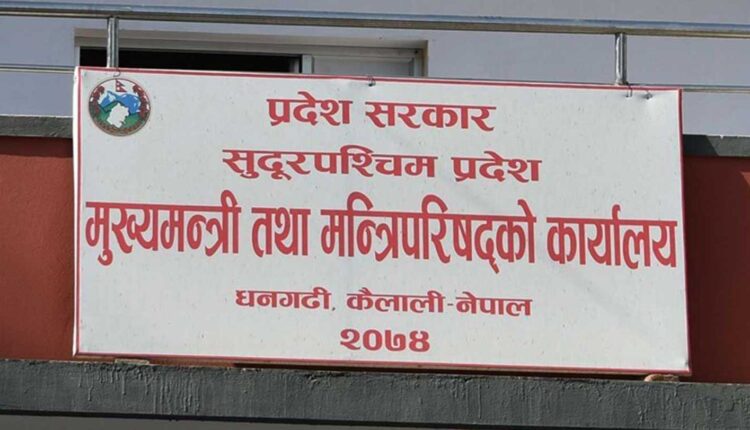 प्रदेश सरकार
सुदूरपश्चिम प्रदेश
मुख्यमन्त्री तथा मन्त्रिपरिषद्को कार्यालय
धनगढी, कैलाली-नेपाल
२०७४